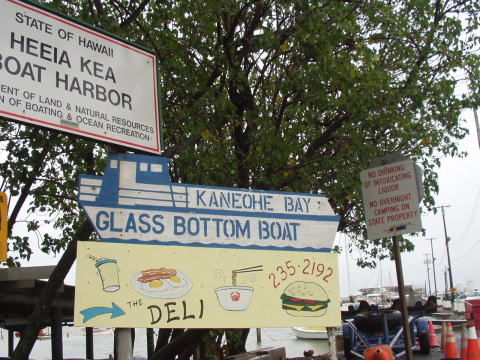 STATE OF HAWAII
HEEIA KEA
BOAT HARBOR
ENT OF LAND & NATURAL RESOURCES
N OF BOATING & OCEAN RECREATION
KANEOHE BAY
GLASS BOTTOM BOAT
235-2192
THE DELI
NO DRINKING
OF INTOXICATING
LIQUOR
NO OVERNIGHT
CAMPING ON
STATE PROPERTY